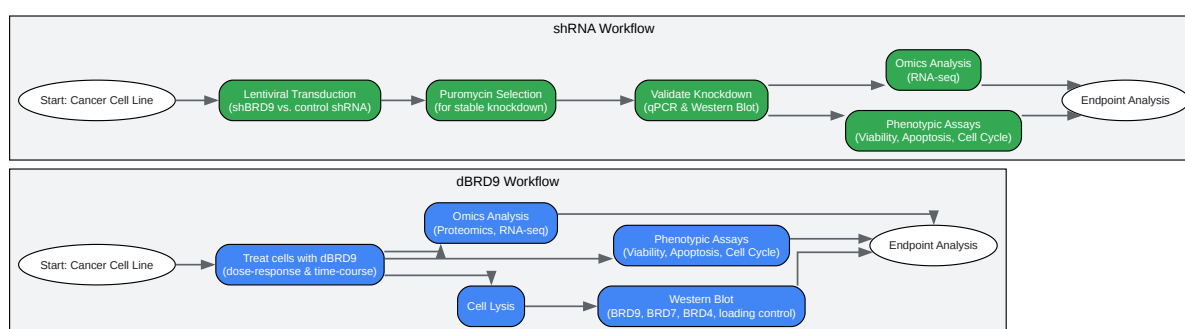 shRNA Workflow
Start: Cancer Cell Line
Lentiviral Transduction
(shBRD9 vs. control shRNA)
Puromycin Selection
(for stable knockdown)
Validate Knockdown
(qPCR & Western Blot)
Omics Analysis
(RNA-seq)
Phenotypic Assays
(Viability, Apoptosis, Cell Cycle)
Endpoint Analysis
dBRD9 Workflow
Start: Cancer Cell Line
Treat cells with dBRD9
(dose-response & time-course)
Omics Analysis
(Proteomics, RNA-seq)
Phenotypic Assays
(Viability, Apoptosis, Cell Cycle)
Cell Lysis
Western Blot
(BRD9, BRD7, BRD4, loading control)
Endpoint Analysis